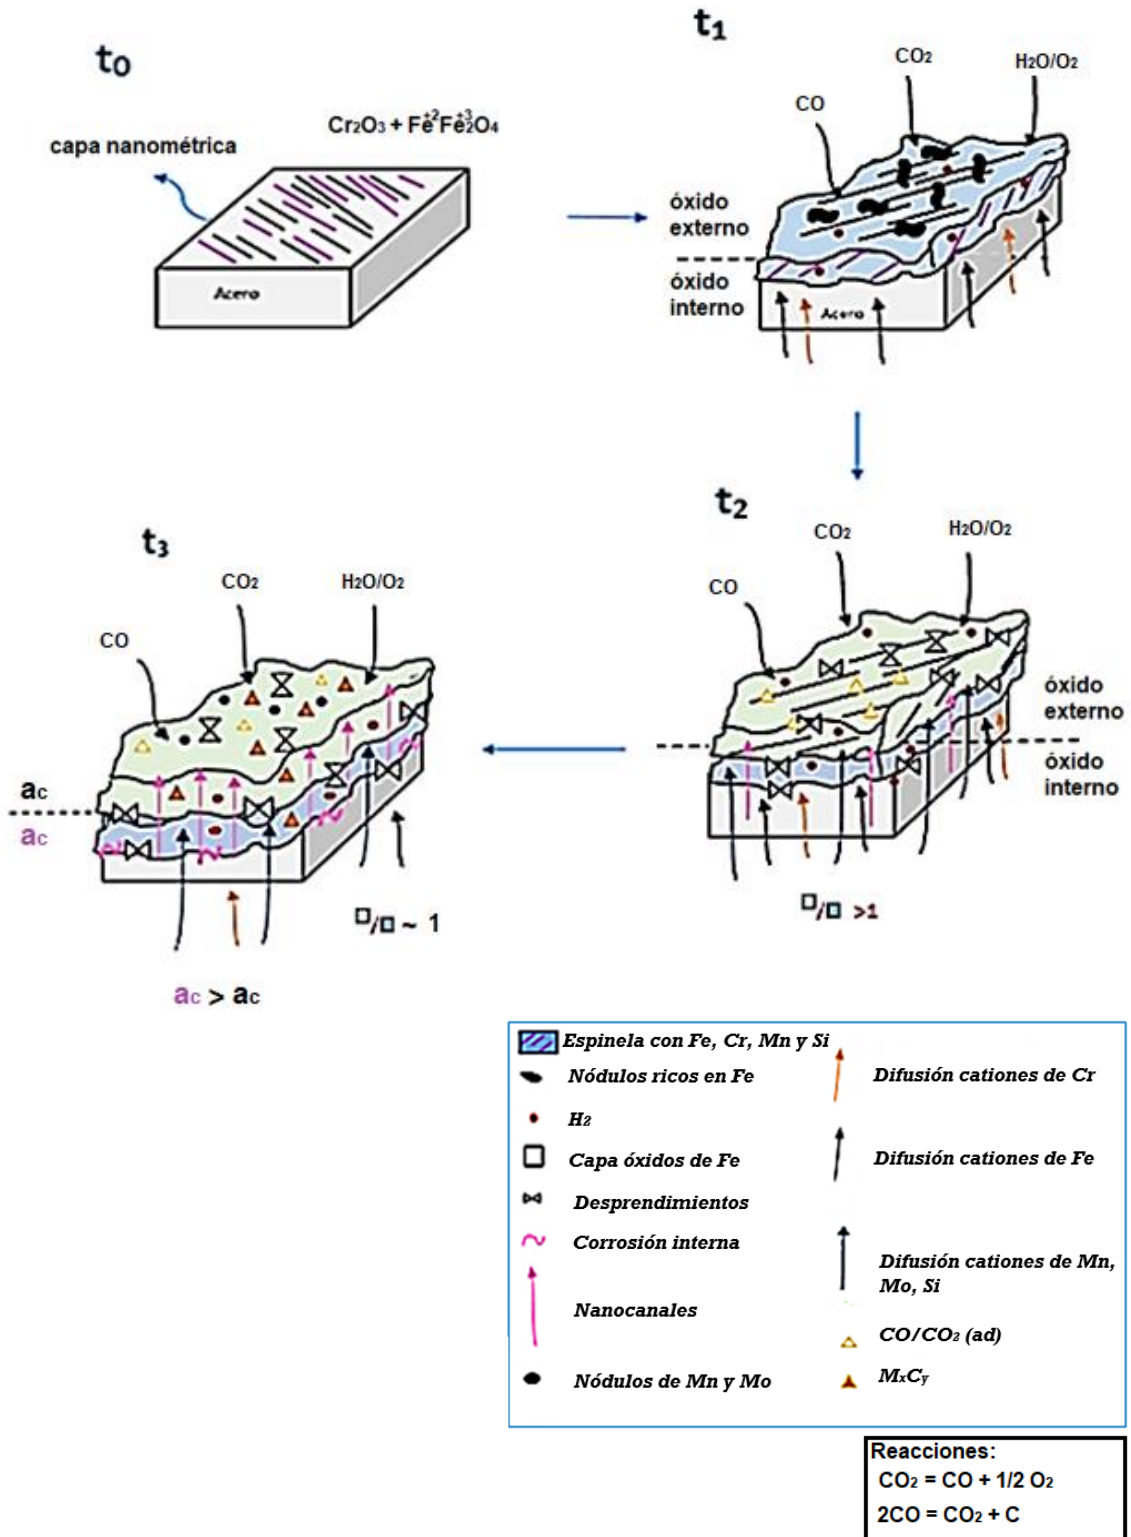 t0
Cr2O3 + Fe+2Fe+32O4
capa nanométrica
Acero
t1
CO2
H2O/O2
CO
óxido
externo
óxido
interno
Acero
t2
CO2
H2O/O2
CO
óxido
externo
óxido
interno
□/□ >1
t3
CO2
H2O/O2
CO
ac
ac
□/□ ~ 1
ac > ac
Espinela con Fe, Cr, Mn y Si
Nódulos ricos en Fe
H2
Capa óxidos de Fe
Desprendimientos
Corrosión interna
Nanocanales
Nódulos de Mn y Mo
Difusión cationes de Cr
Difusión cationes de Fe
Difusión cationes de Mn,
Mo, Si
CO/CO2 (ad)
MxCy
Reacciones:
CO2 = CO + 1/2 O2
2CO = CO2 + C